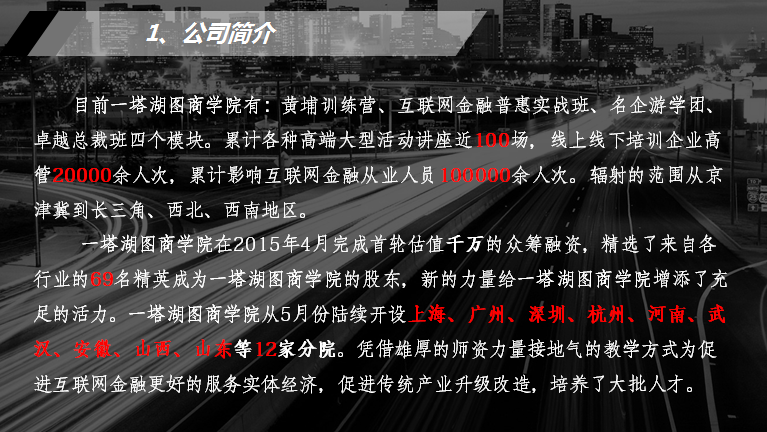 1、公司简介
目前一塔湖图商学院有：黄埔训练营、互联网金融普惠实战班、名企游学团、
卓越总裁班四个模块。累计各种高端大型活动讲座近100场，线上线下培训企业高
管20000余人次，累计影响互联网金融从业人员100000余人次。辐射的范围从京
津冀到长三角、西北、西南地区。
一塔湖图商学院在2015年4月完成首轮估值千万的众筹融资，精选了来自各
行业的69名精英成为一塔湖图商学院的股东，新的力量给一塔湖图商学院增添了充
足的活力。一塔湖图商学院从5月份陆续开设上海、广州、深圳、杭州、河南、武
汉、安徽、山西、山东等12家分院。凭借雄厚的师资力量接地气的教学方式为促
进互联网金融更好的服务实体经济，促进传统产业升级改造，培养了大批人才。